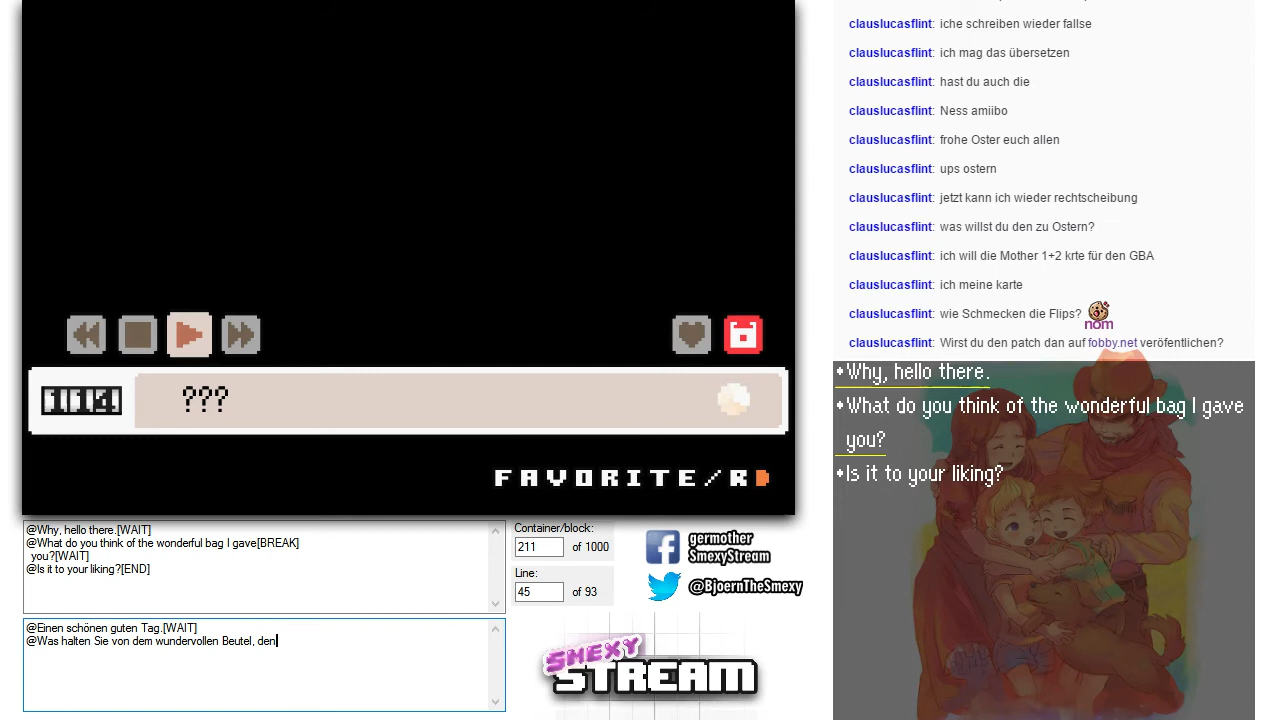 clauslucasflint: iche schreiben wieder fallse
clauslucasflint: ich mag das übersetzen
clauslucasflint: hast du auch die
clauslucasflint: Ness amiibo
clauslucasflint: frohe Oster euch allen
clauslucasflint: ups ostern
clauslucasflint: jetzt kann ich wieder rechtscheibung
clauslucasflint: was willst du den zu Ostern?
clauslucasflint: ich will die Mother 1+2 krte für den GBA
clauslucasflint: ich meine karte
clauslucasflint: wie Schmecken die Flips? nom
clauslucasflint: Wirst du den patch dan auf fobby.net veröfentlichen?
•Why, hello there.
•What do you think of the wonderful bag I gave
you?
•Is it to your liking?
???
FAVORITE/R
@Why, hello there.[WAIT]
@What do you think of the wonderful bag I gave[BREAK]
you?[WAIT]
@Is it to your liking?[END]
@Einen schönen guten Tag.[WAIT]
@Was halten Sie von dem wundervollen Beutel, den
Container/block:
211 of 1000
Line:
45 of 93
germother
SmexyStream
@BjoernTheSmexy
SMEXY
STREAM